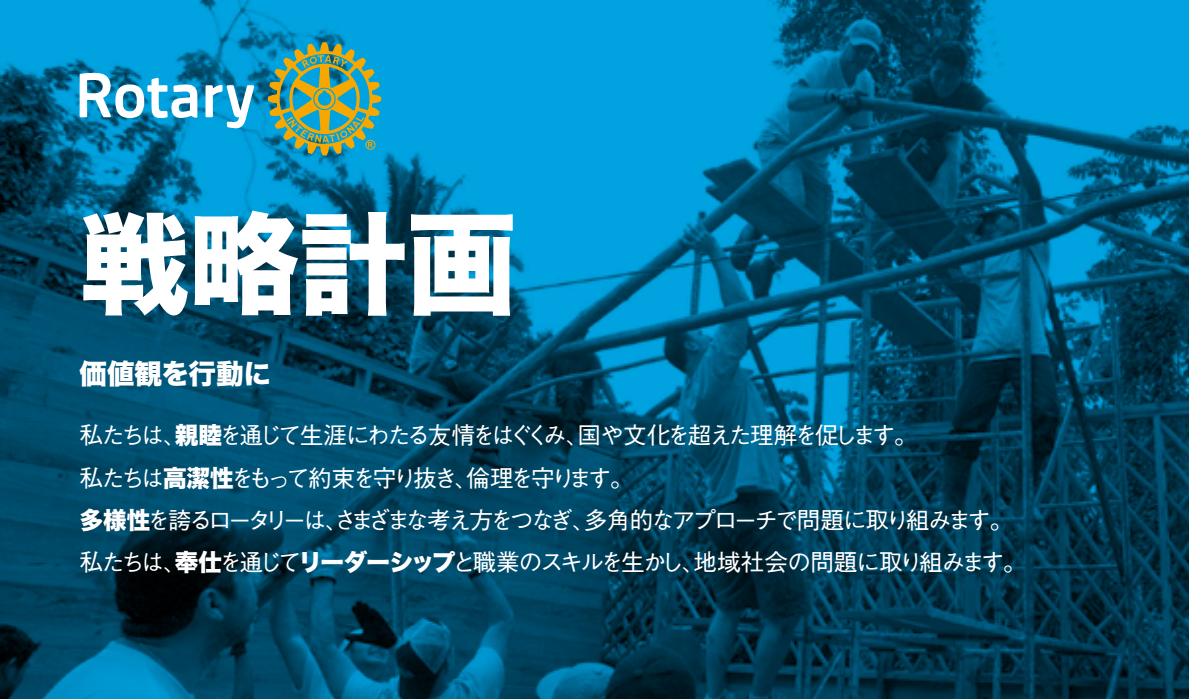 Rotary
ROTARY
INTERNATIONAL
®
戦略計画
価値観を行動に
私たちは、親睦を通じて生涯にわたる友情をはぐくみ、国や文化を超えた理解を促します。
私たちは高潔性をもって約束を守り抜き、倫理を守ります。
多様性を誇るロータリーは、さまざまな考え方をつなぎ、多角的なアプローチで問題に取り組みます。
私たちは、奉仕を通じてリーダーシップと職業のスキルを生かし、地域社会の問題に取り組みます。